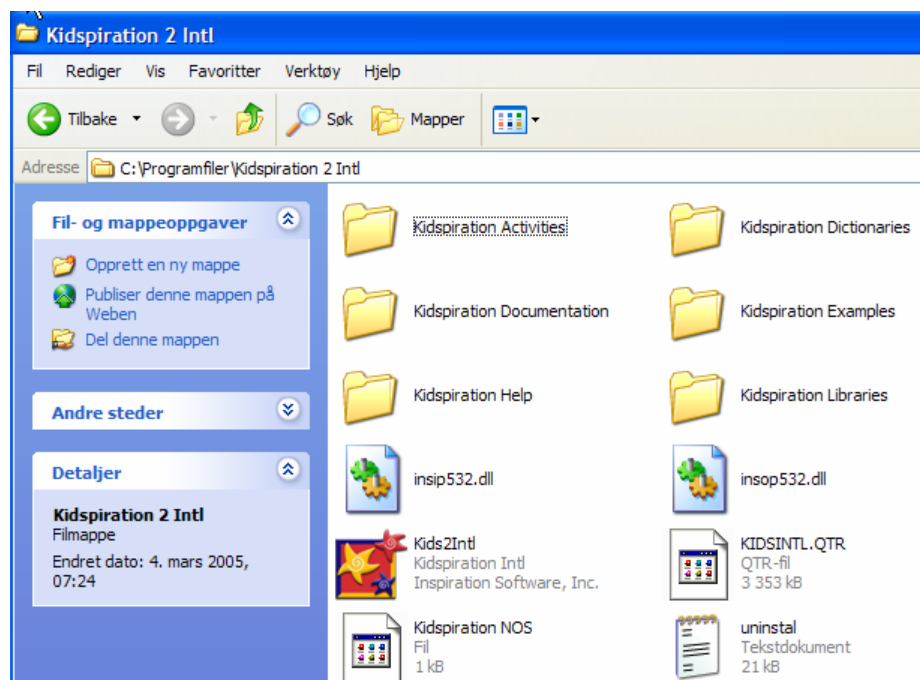 Kidspiration 2 Intl
Fil Rediger Vis Favoritter Verktøy Hjelp
Tilbake Søk Mapper
Adresse C:\Programfiler\Kidspiration 2 Intl
Fil- og mappeoppgaver
Opprett en ny mappe
Publiser denne mappen på
Weben
Del denne mappen
Andre steder
Detaljer
Kidspiration 2 Intl
Filmappe
Endret dato: 4. mars 2005,
07:24
Kidspiration Activities
Kidspiration Dictionaries
Kidspiration Documentation
Kidspiration Examples
Kidspiration Help
Kidspiration Libraries
insip532.dll
insop532.dll
Kids2Intl
Kidspiration Intl
Inspiration Software, Inc.
KIDSINTL.QTR
QTR-fil
3 353 kB
Kidspiration NOS
Fil
1 kB
uninstal
Tekstdokument
21 kB